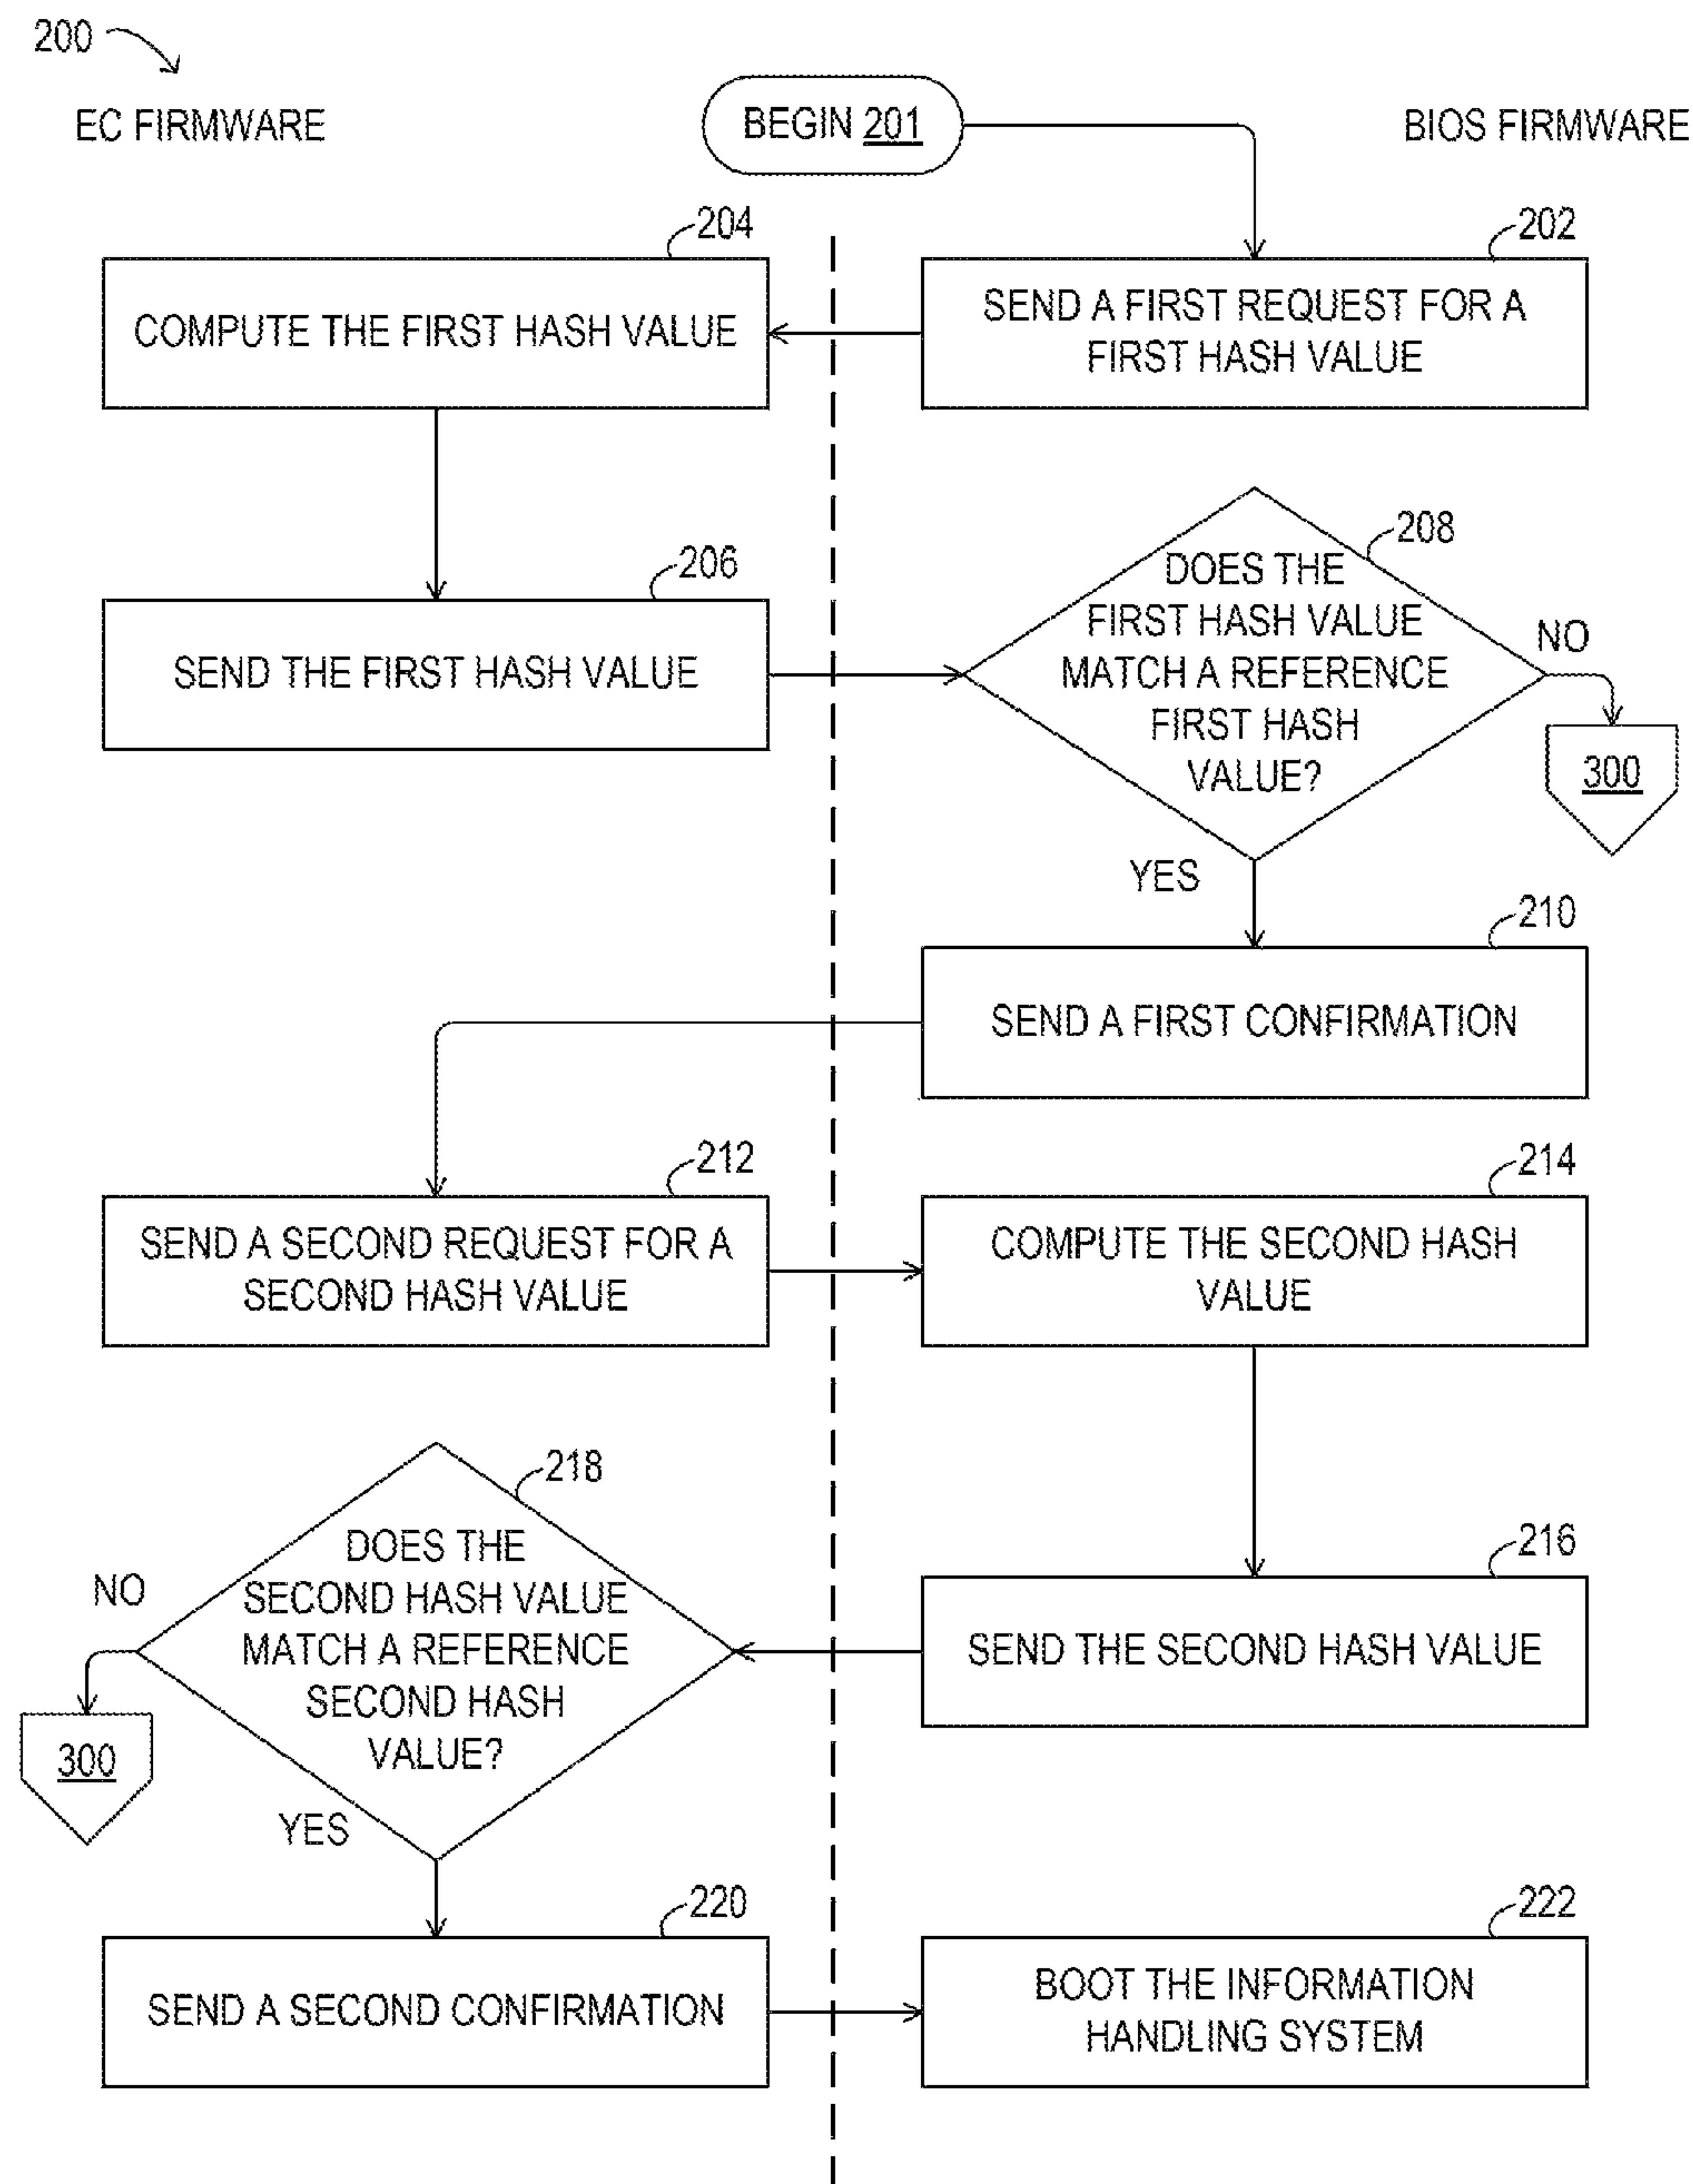 200
EC FIRMWARE
BEGIN 201
BIOS FIRMWARE
204
COMPUTE THE FIRST HASH VALUE
202
SEND A FIRST REQUEST FOR A
FIRST HASH VALUE
206
SEND THE FIRST HASH VALUE
208
DOES THE
FIRST HASH VALUE
MATCH A REFERENCE
FIRST HASH
VALUE?
NO
300
YES
210
SEND A FIRST CONFIRMATION
212
SEND A SECOND REQUEST FOR A
SECOND HASH VALUE
214
COMPUTE THE SECOND HASH
VALUE
216
SEND THE SECOND HASH VALUE
218
DOES THE
SECOND HASH VALUE
MATCH A REFERENCE
SECOND HASH
VALUE?
NO
300
YES
220
SEND A SECOND CONFIRMATION
222
BOOT THE INFORMATION
HANDLING SYSTEM